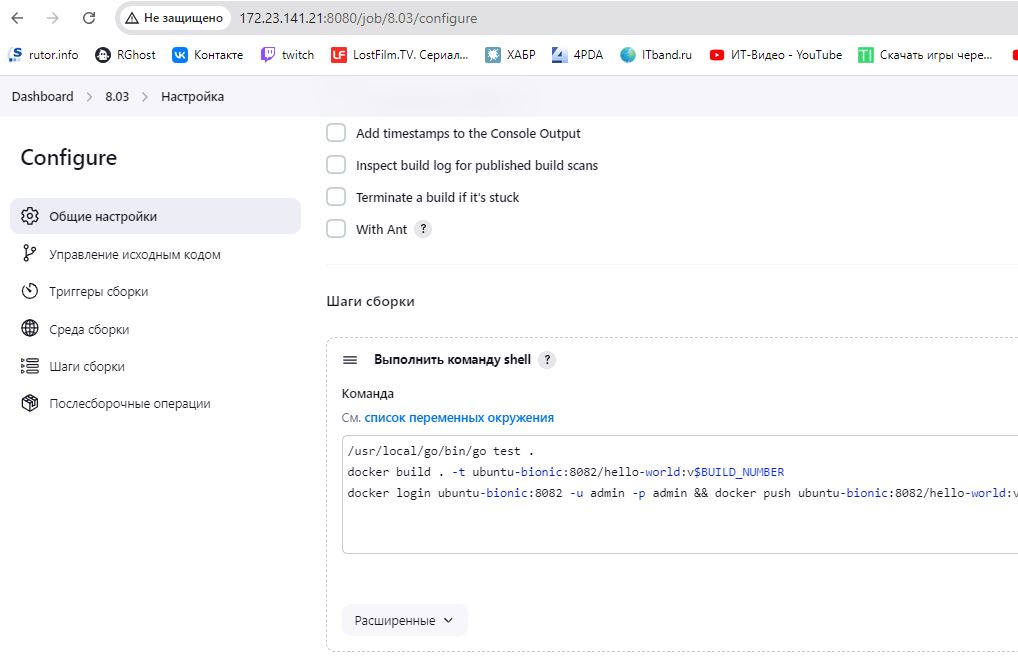 Не защищено 172.23.141.21:8080/job/8.03/configure
rutor.info RGhost Контакте twitch LostFilm.TV. Сериал... ХАБР 4PDA ITband.ru ИТ-Видео - YouTube Скачать игры чере...
Dashboard 8.03 Настройка
Configure
Общие настройки
Управление исходным кодом
Триггеры сборки
Среда сборки
Шаги сборки
Послесборочные операции
Add timestamps to the Console Output
Inspect build log for published build scans
Terminate a build if it's stuck
With Ant ?
Шаги сборки
Выполнить команду shell ?
Команда
См. список переменных окружения
/usr/local/go/bin/go test .
docker build . -t ubuntu-bionic:8082/hello-world:v$BUILD_NUMBER
docker login ubuntu-bionic:8082 -u admin -p admin && docker push ubuntu-bionic:8082/hello-world:v
Расширенные